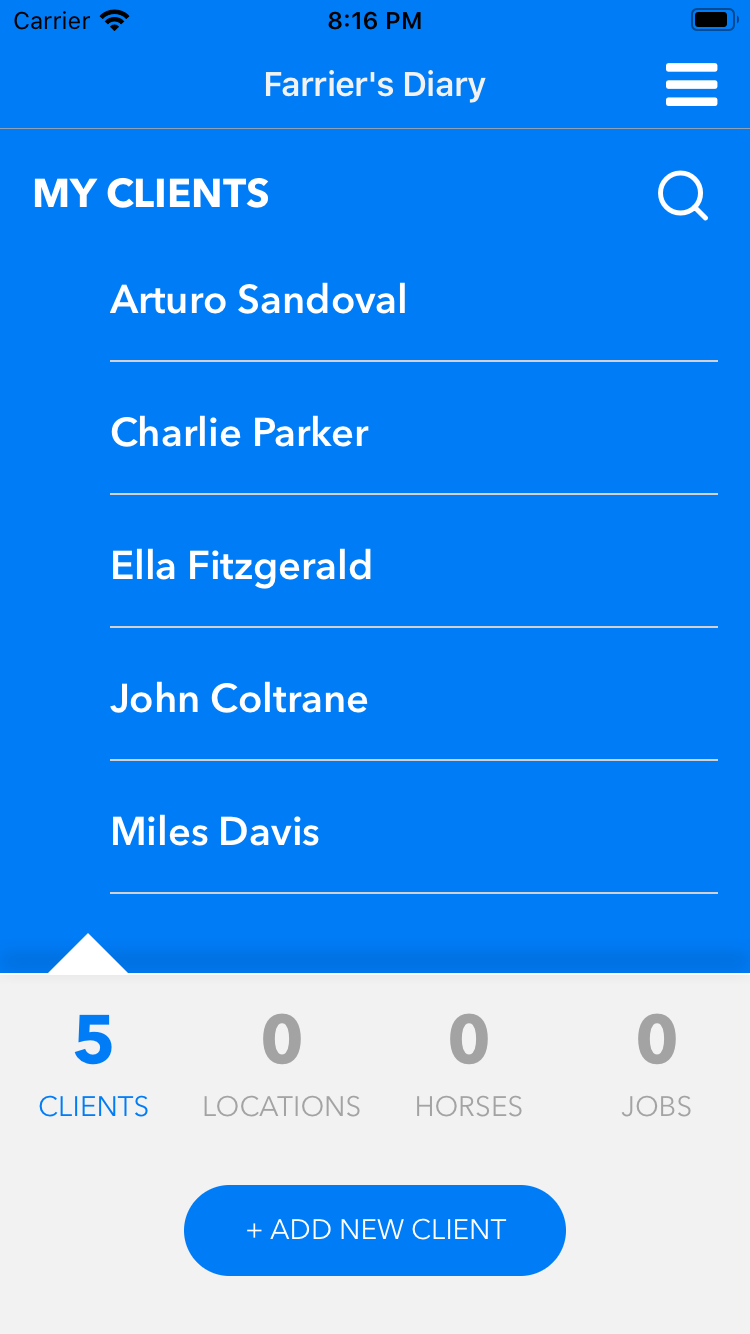 Carrier 8:16 PM
Farrier's Diary
MY CLIENTS
Arturo Sandoval
Charlie Parker
Ella Fitzgerald
John Coltrane
Miles Davis
5 0 0 0
CLIENTS LOCATIONS HORSES JOBS
+ ADD NEW CLIENT